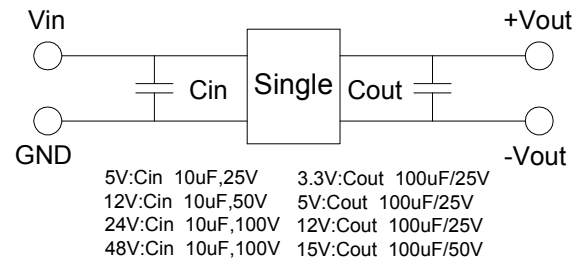 Vin +Vout
Cin Single Cout
GND -Vout
5V:Cin 10uF,25V 3.3V:Cout 100uF/25V
12V:Cin 10uF,50V 5V:Cout 100uF/25V
24V:Cin 10uF,100V 12V:Cout 100uF/25V
48V:Cin 10uF,100V 15V:Cout 100uF/50V